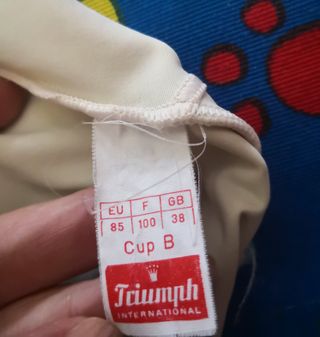 EU F GB
85 100 38
Cup B
Triumph
INTERNATIONAL